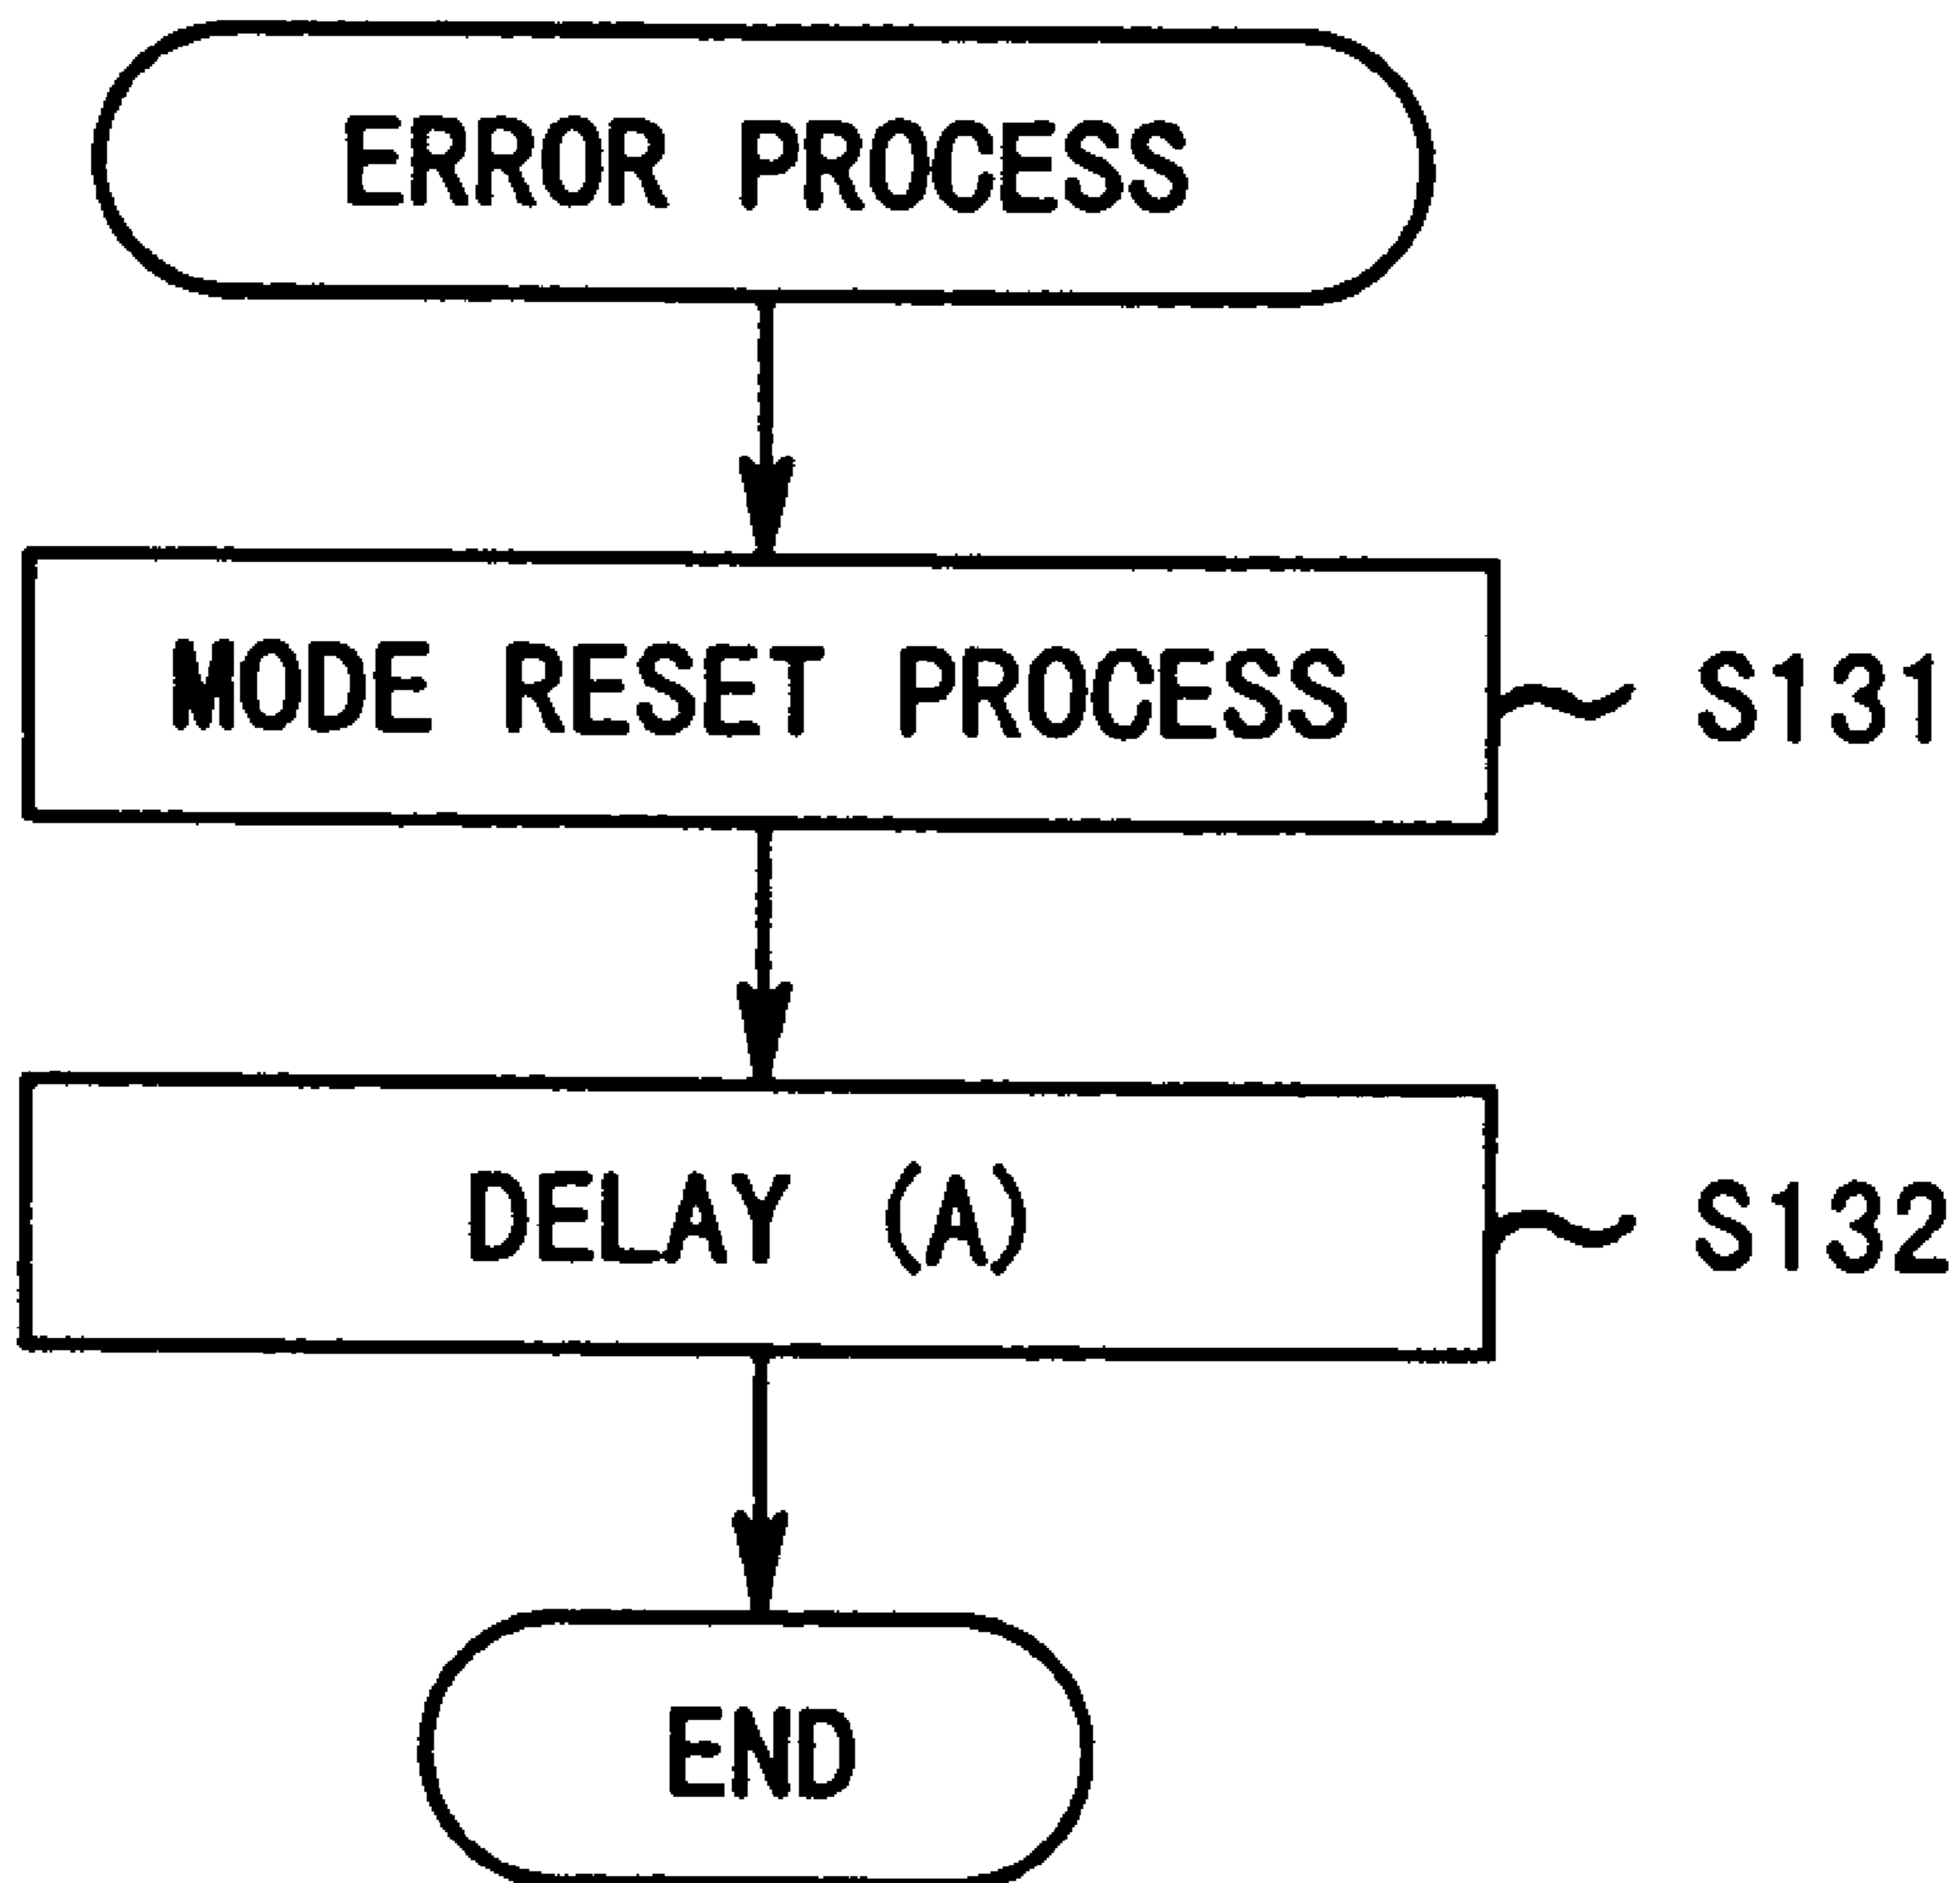 ERROR PROCESS
MODE RESET PROCESS
S131
DELAY (A)
S132
END